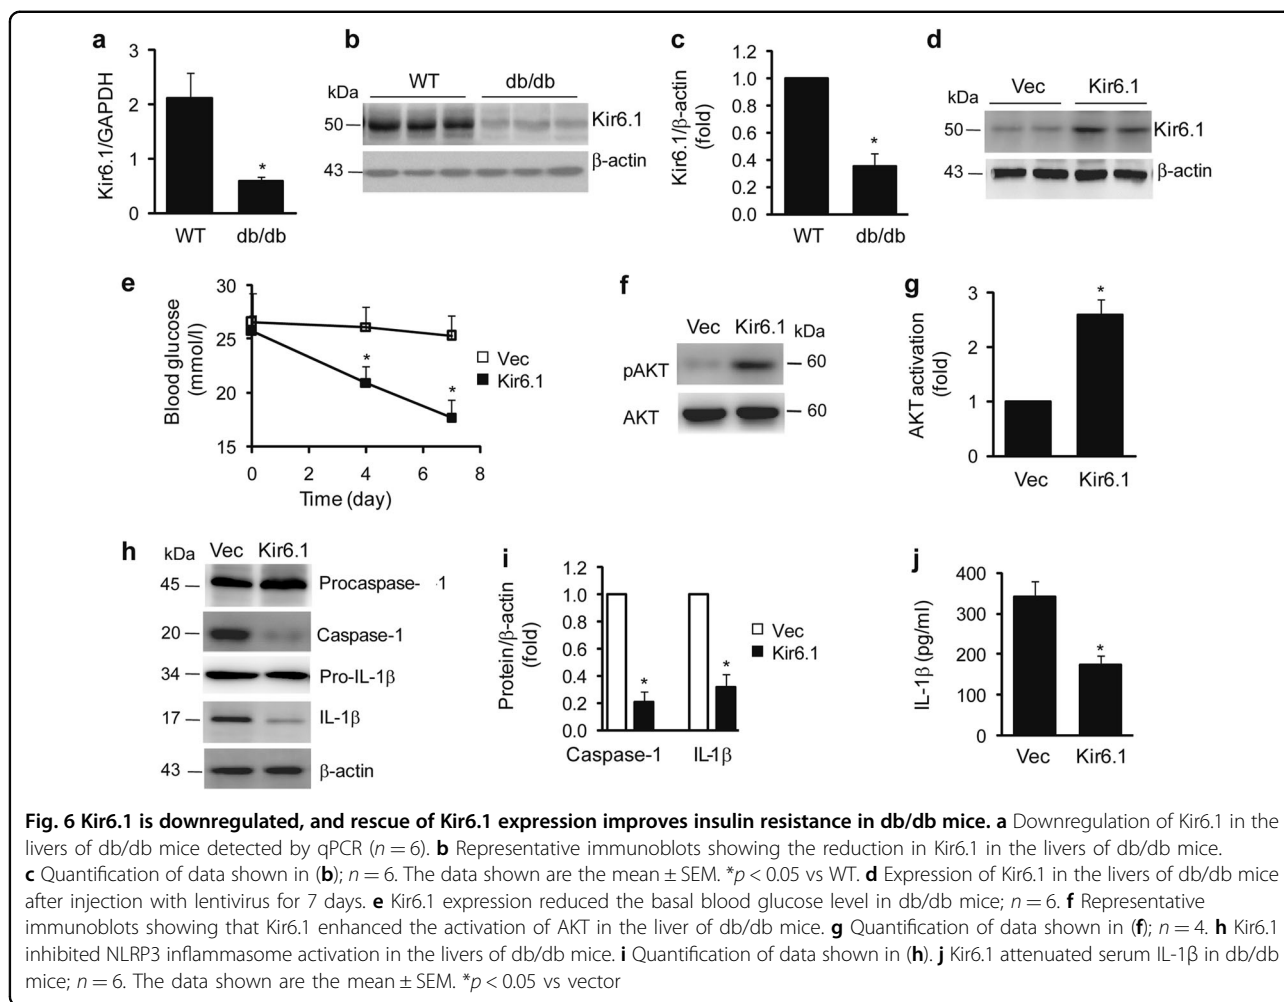 a
3
2
1
0
Kir6.1/GAPDH
*
WT db/db
b
WT db/db
kDa
50 Kir6.1
43 β-actin
c
1.2
1.0
0.8
0.6
0.4
0.2
0.0
Kir6.1/β-actin
(fold)
*
WT db/db
d
Vec Kir6.1
kDa
50 Kir6.1
43 β-actin
e
30
25
20
15
Blood glucose
(mmol/l)
*
*
Vec
Kir6.1
0 2 4 6 8
Time (day)
f
Vec Kir6.1 kDa
pAKT 60
AKT 60
g
3
2
1
0
AKT activation
(fold)
*
Vec Kir6.1
h
kDa Vec Kir6.1
45 Procaspase-1
20 Caspase-1
34 Pro-IL-1β
17 IL-1β
43 β-actin
i
1.2
1.0
0.8
0.6
0.4
0.2
0.0
Protein/β-actin
(fold)
*
*
Vec
Kir6.1
Caspase-1 IL-1β
j
400
300
200
100
0
IL-1β (pg/ml)
*
Vec Kir6.1
Fig. 6 Kir6.1 is downregulated, and rescue of Kir6.1 expression improves insulin resistance in db/db mice. a Downregulation of Kir6.1 in the
livers of db/db mice detected by qPCR (n = 6). b Representative immunoblots showing the reduction in Kir6.1 in the livers of db/db mice.
c Quantification of data shown in (b); n = 6. The data shown are the mean ± SEM. *p < 0.05 vs WT. d Expression of Kir6.1 in the livers of db/db mice
after injection with lentivirus for 7 days. e Kir6.1 expression reduced the basal blood glucose level in db/db mice; n = 6. f Representative
immunoblots showing that Kir6.1 enhanced the activation of AKT in the liver of db/db mice. g Quantification of data shown in (f); n = 4. h Kir6.1
inhibited NLRP3 inflammasome activation in the livers of db/db mice. i Quantification of data shown in (h). j Kir6.1 attenuated serum IL-1β in db/db
mice; n = 6. The data shown are the mean ± SEM. *p < 0.05 vs vector